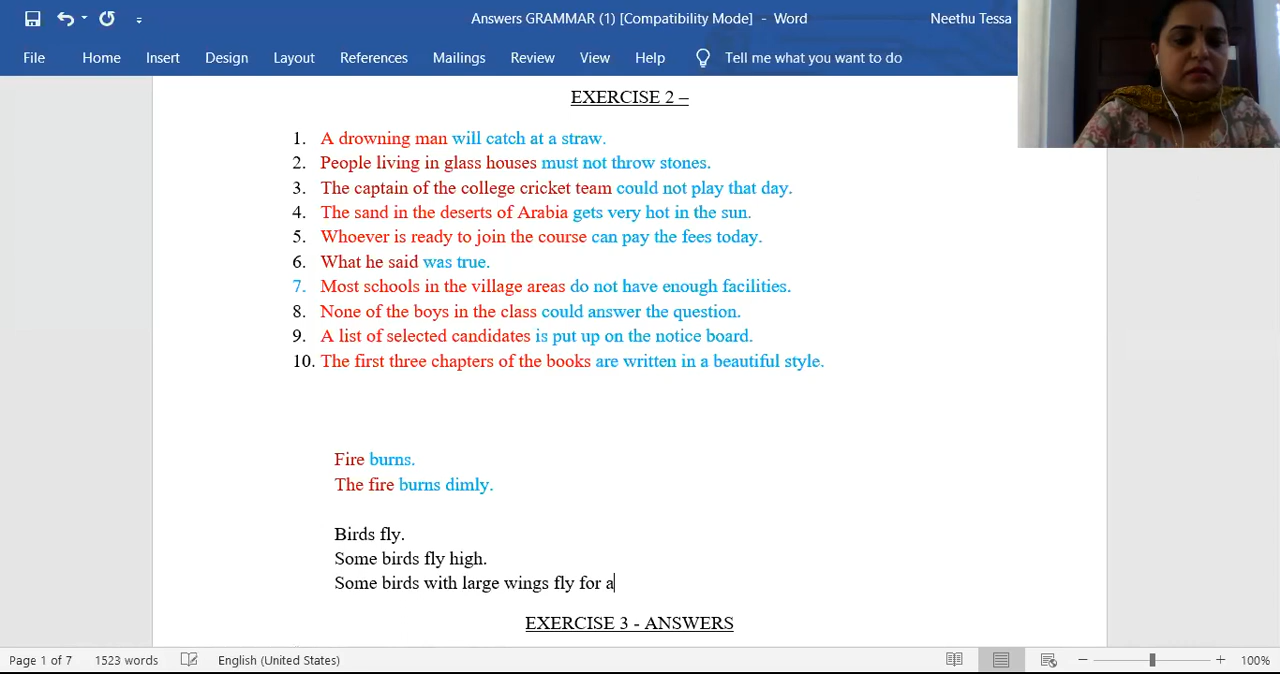 Answers GRAMMAR (1) [Compatibility Mode] - Word
Neethu Tessa
File Home Insert Design Layout References Mailings Review View Help Tell me what you want to do
EXERCISE 2 –
1. A drowning man will catch at a straw.
2. People living in glass houses must not throw stones.
3. The captain of the college cricket team could not play that day.
4. The sand in the deserts of Arabia gets very hot in the sun.
5. Whoever is ready to join the course can pay the fees today.
6. What he said was true.
7. Most schools in the village areas do not have enough facilities.
8. None of the boys in the class could answer the question.
9. A list of selected candidates is put up on the notice board.
10. The first three chapters of the books are written in a beautiful style.
Fire burns.
The fire burns dimly.
Birds fly.
Some birds fly high.
Some birds with large wings fly for a
EXERCISE 3 - ANSWERS
Page 1 of 7 1523 words English (United States) 100%